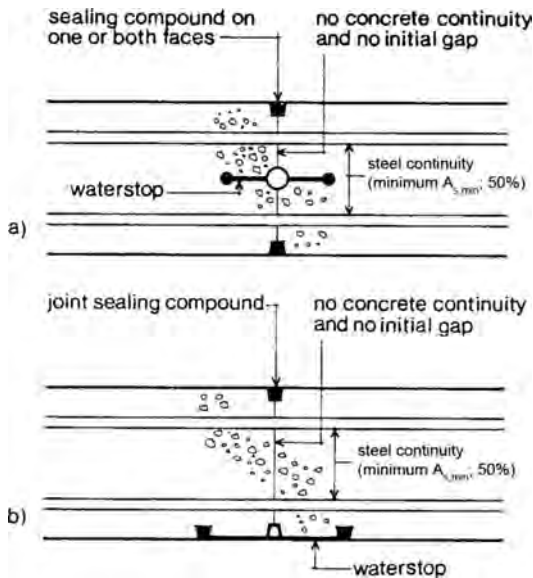 sealing compound on
one or both faces
no concrete continuity
and no initial gap
steel continuity
(minimum As,min; 50%)
waterstop
a)
joint sealing compound
no concrete continuity
and no initial gap
steel continuity
(minimum As,min; 50%)
b)
waterstop